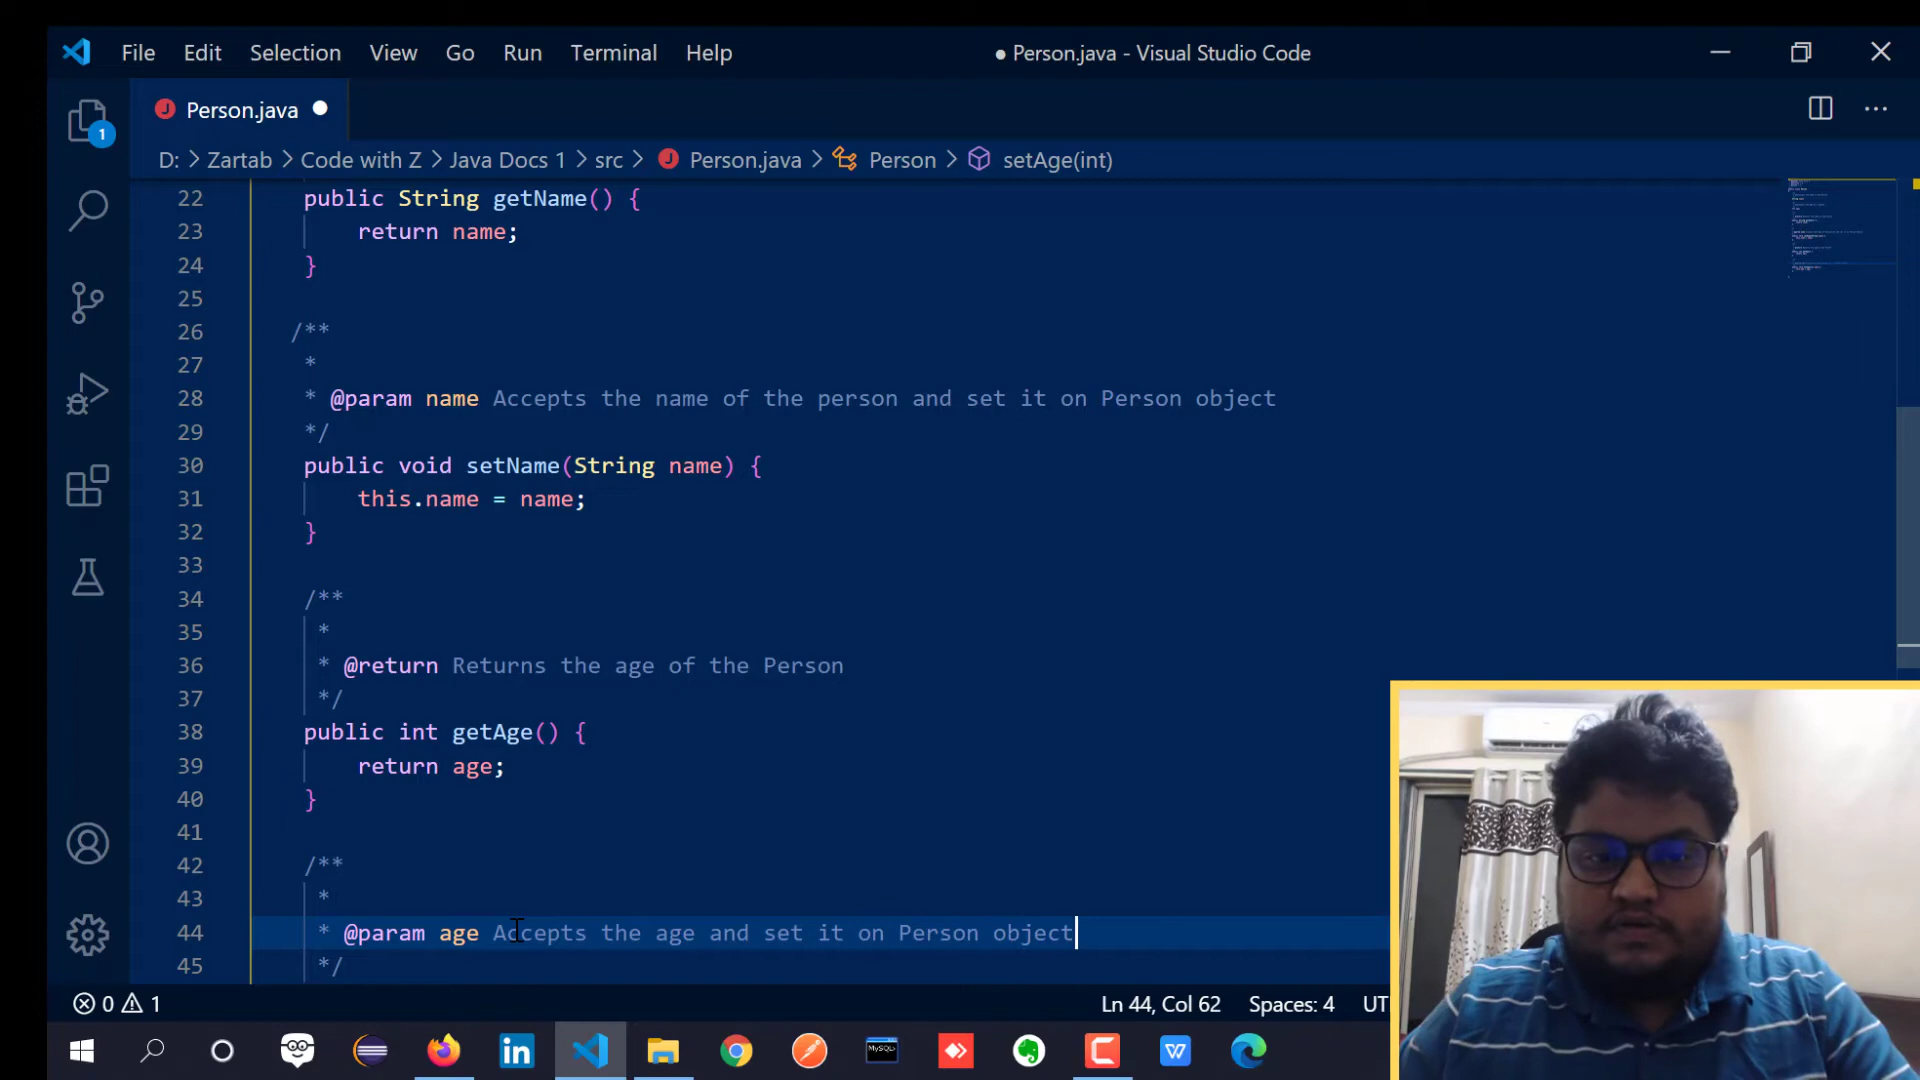 File Edit Selection View Go Run Terminal Help
● Person.java - Visual Studio Code
Person.java
1
D: > Zartab > Code with Z > Java Docs 1 > src > Person.java > Person > setAge(int)
22 public String getName() {
23 return name;
24 }
25
26 /**
27 *
28 * @param name Accepts the name of the person and set it on Person object
29 */
30 public void setName(String name) {
31 this.name = name;
32 }
33
34 /**
35 *
36 * @return Returns the age of the Person
37 */
38 public int getAge() {
39 return age;
40 }
41
42 /**
43 *
44 * @param age Accepts the age and set it on Person object
45 */
0 1 Ln 44, Col 62 Spaces: 4 UT
in MySQL C W